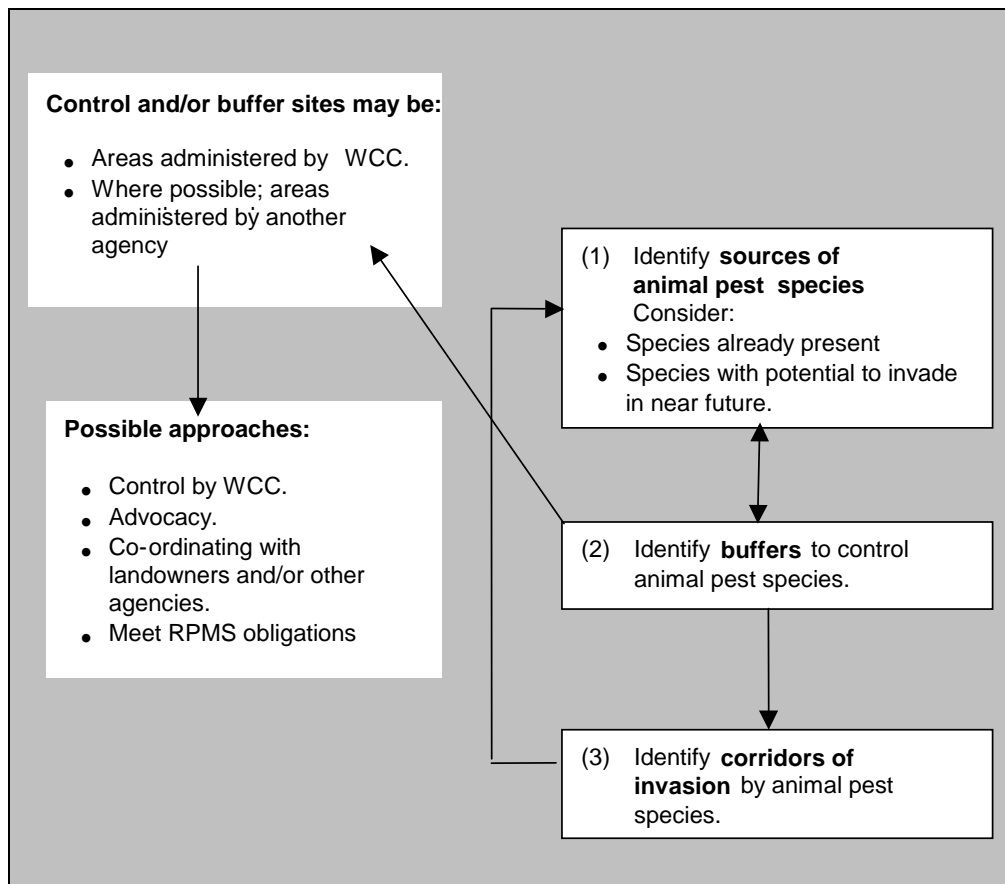 Control and/or buffer sites may be:
• Areas administered by WCC.
• Where possible; areas
administered by another
agency
Possible approaches:
• Control by WCC.
• Advocacy.
• Co-ordinating with
landowners and/or other
agencies.
• Meet RPMS obligations
(1) Identify sources of
animal pest species
Consider:
• Species already present
• Species with potential to invade
in near future.
(2) Identify buffers to control
animal pest species.
(3) Identify corridors of
invasion by animal pest
species.